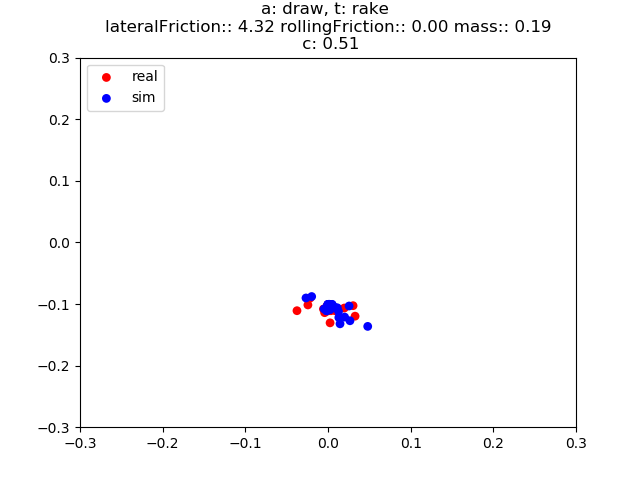 a: draw, t: rake
lateralFriction:: 4.32 rollingFriction:: 0.00 mass:: 0.19
c: 0.51
real
sim
0.3
0.2
0.1
0.0
−0.1
−0.2
−0.3
−0.3
−0.2
−0.1
0.0
0.1
0.2
0.3